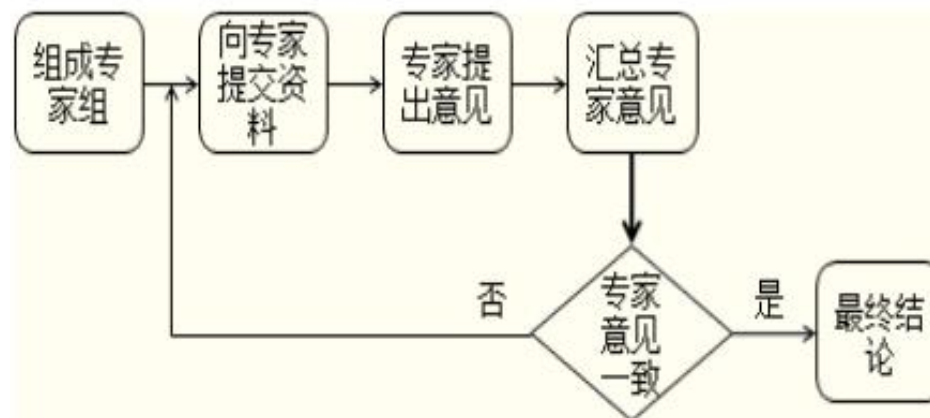 组成专
家组
向专家
提交资
料
专家提
出意见
汇总专
家意见
否
专家
意见
一致
是
最终结
论